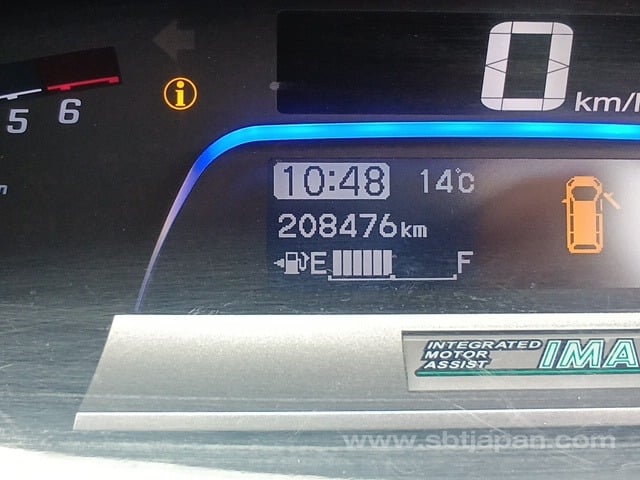 5 6
i
0 km/h
10:48 14°C
208476km
E F
INTEGRATED
MOTOR
ASSIST
IMA
www.sbtjapan.com